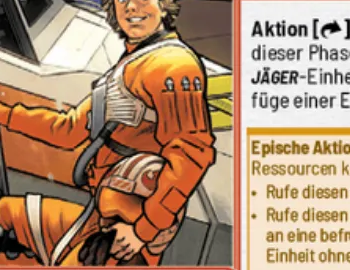 Aktion [
dieser Phase
JÄGER-Einhe
füge einer E
Epische Aktio
Ressourcen k
• Rufe diesen
• Rufe diesen
an eine befr
Einheit ohne